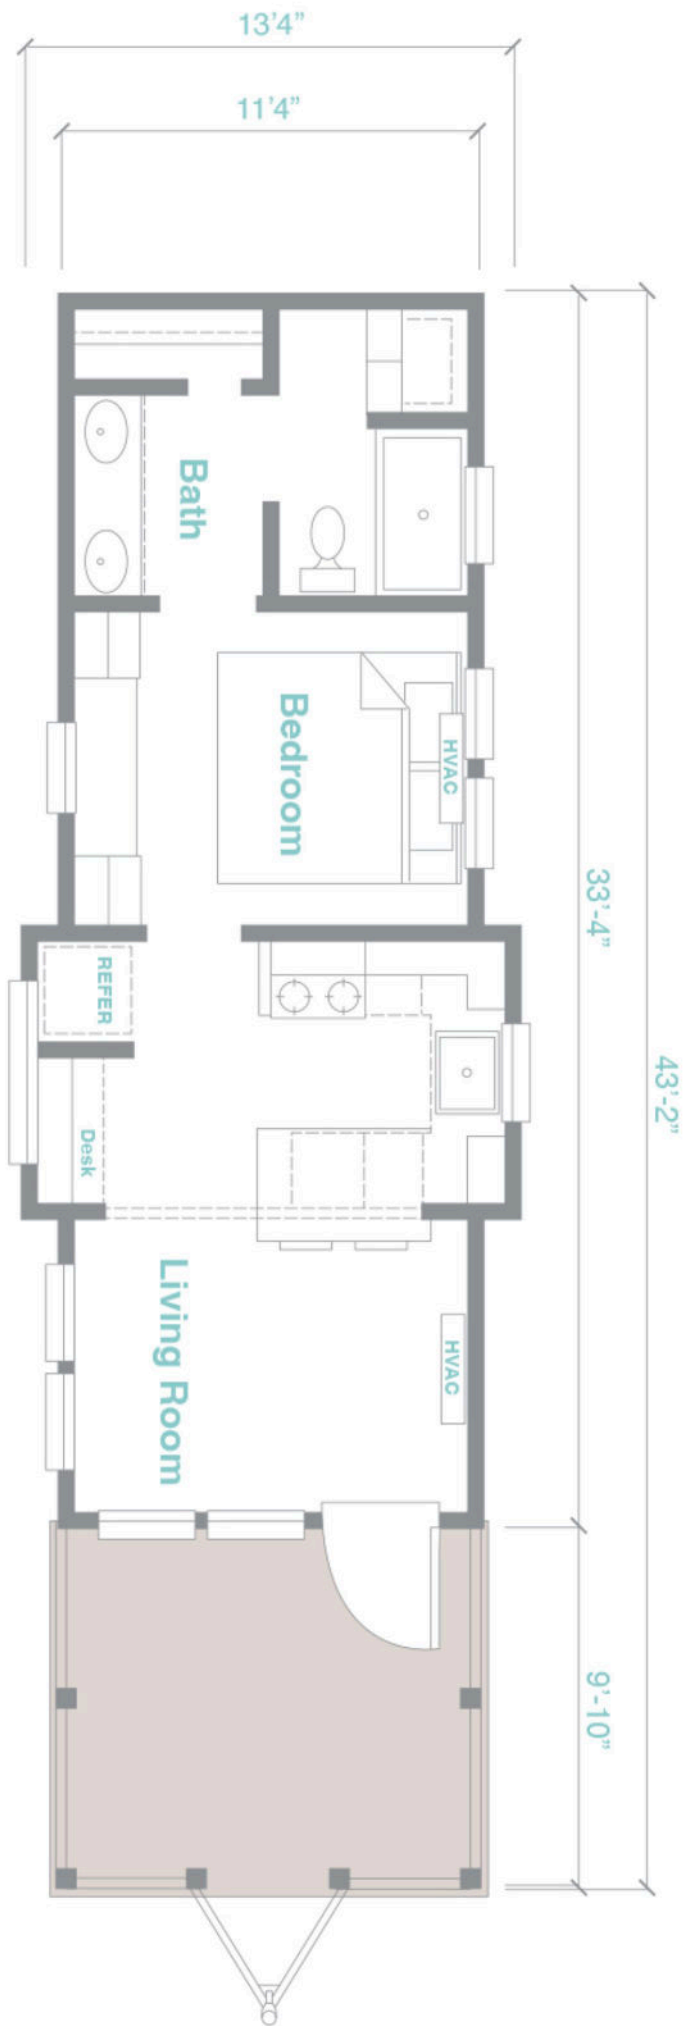 13'4”
11'4”
Bath
Bedroom
HVAC
33'-4”
REFER
43'-2”
Desk
Living Room
HVAC
9'-10”